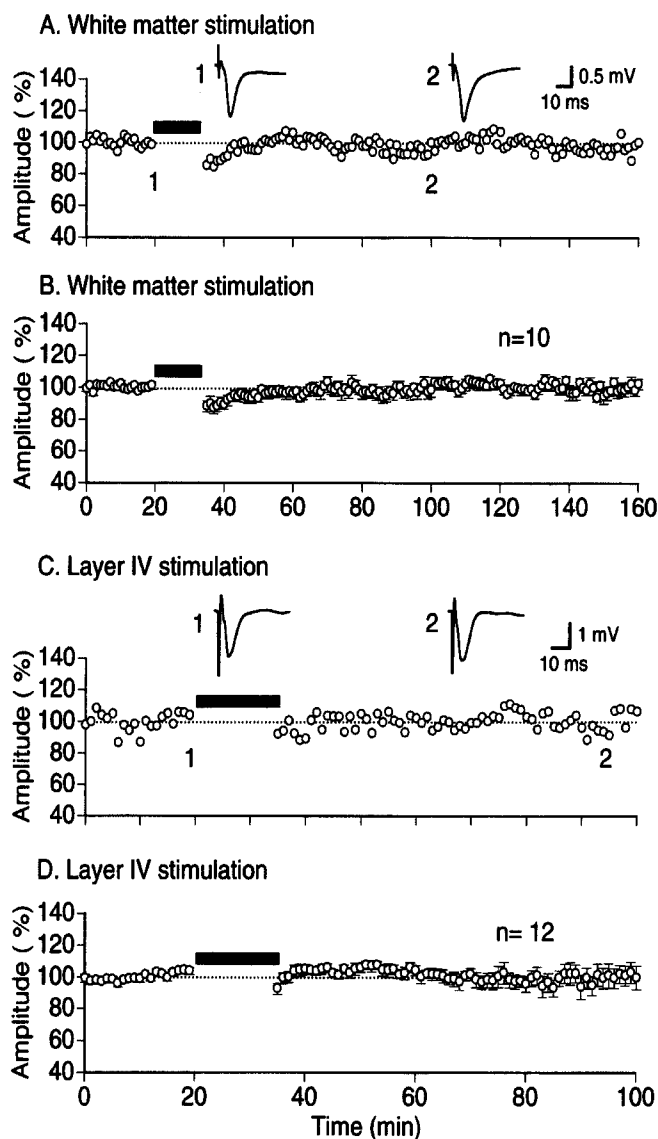 A. White matter stimulation
1
2
0.5 mV
10 ms
Amplitude ( %)
140
120
100
80
60
40
1
2
B. White matter stimulation
n=10
Amplitude ( %)
140
120
100
80
60
40
0 20 40 60 80 100 120 140 160
C. Layer IV stimulation
1
2
1 mV
10 ms
Amplitude ( %)
140
120
100
80
60
40
1
2
D. Layer IV stimulation
n= 12
Amplitude ( %)
140
120
100
80
60
40
0 20 40 60 80 100
Time (min)